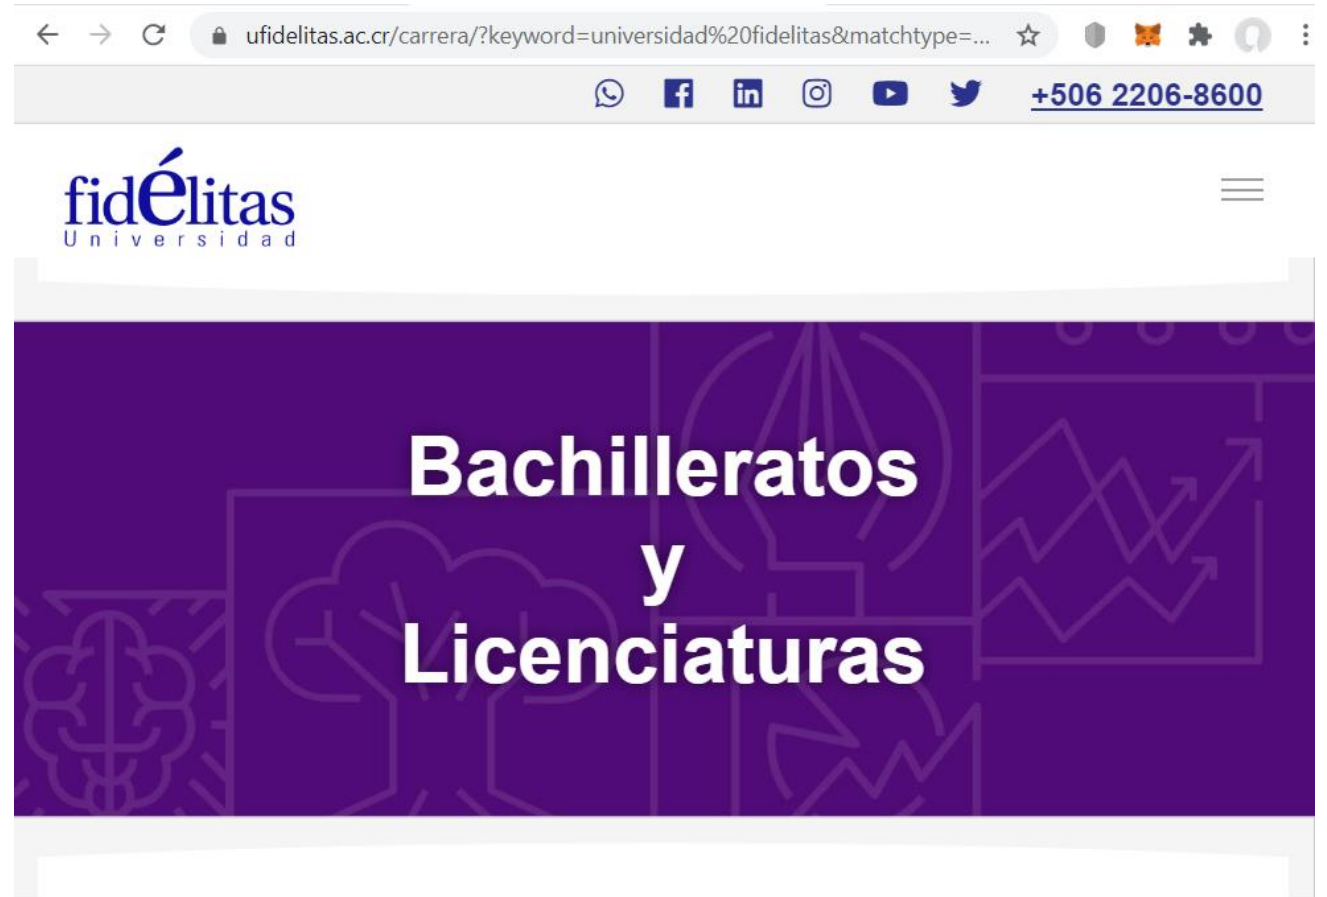 ufidelitas.ac.cr/carrera/?keyword=universidad%20fidelitas&matchtype=...
+506 2206-8600
fidélitas
Universidad
Bachilleratos
y
Licenciaturas